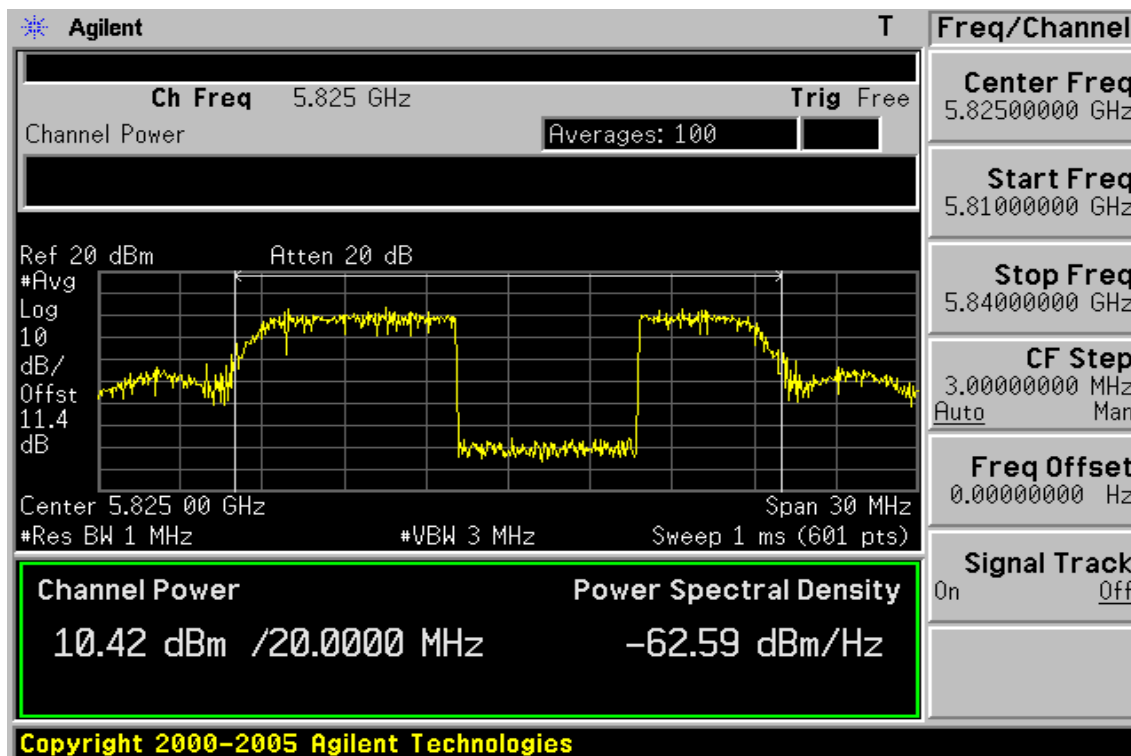 Agilent T
Ch Freq 5.825 GHz Trig Free
Channel Power Averages: 100
Ref 20 dBm Atten 20 dB
#Avg
Log
10
dB/
Offst
11.4
dB
Center 5.825 00 GHz Span 30 MHz
#Res BW 1 MHz #VBW 3 MHz Sweep 1 ms (601 pts)
Channel Power Power Spectral Density
10.42 dBm /20.0000 MHz -62.59 dBm/Hz
Copyright 2000-2005 Agilent Technologies
Freq/Channel
Center Freq
5.82500000 GHz
Start Freq
5.81000000 GHz
Stop Freq
5.84000000 GHz
CF Step
3.00000000 MHz
Auto Man
Freq Offset
0.00000000 Hz
Signal Track
On Off